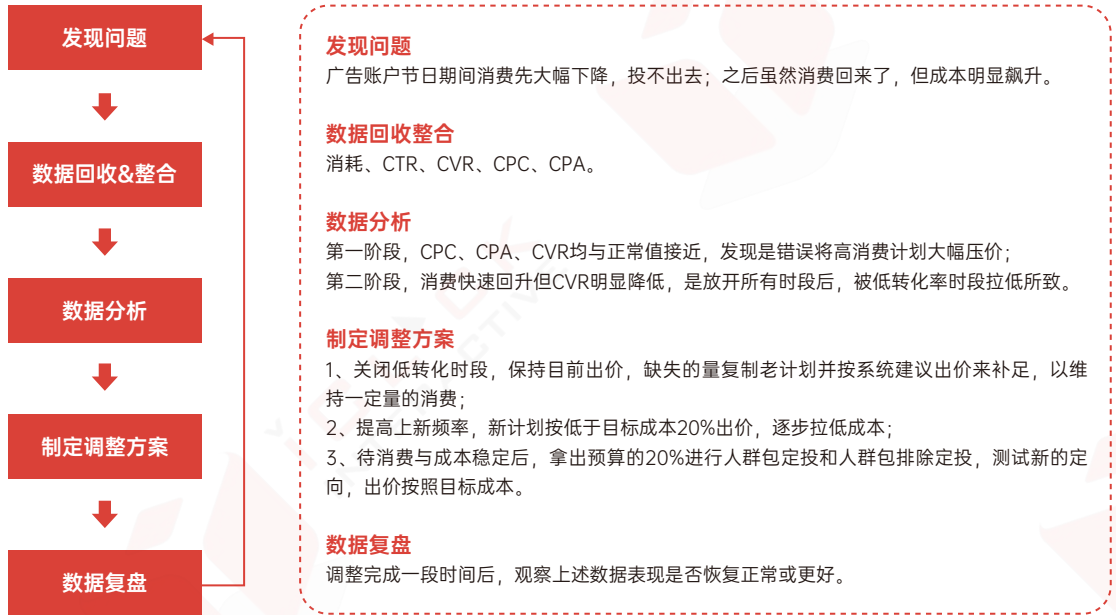 发现问题
数据回收&整合
数据分析
制定调整方案
数据复盘
发现问题
广告账户节日期间消费先大幅下降，投不出去；之后虽然消费回来了，但成本明显飙升。
数据回收整合
消耗、CTR、CVR、CPC、CPA。
数据分析
第一阶段，CPC、CPA、CVR均与正常值接近，发现是错误将高消费计划大幅压价；
第二阶段，消费快速回升但CVR明显降低，是放开所有时段后，被低转化率时段拉低所致。
制定调整方案
1、关闭低转化时段，保持目前出价，缺失的量复制老计划并按系统建议出价来补足，以维
持一定量的消费；
2、提高上新频率，新计划按低于目标成本20%出价，逐步拉低成本；
3、待消费与成本稳定后，拿出预算的20%进行人群包定投和人群包排除定投，测试新的定
向，出价按照目标成本。
数据复盘
调整完成一段时间后，观察上述数据表现是否恢复正常或更好。